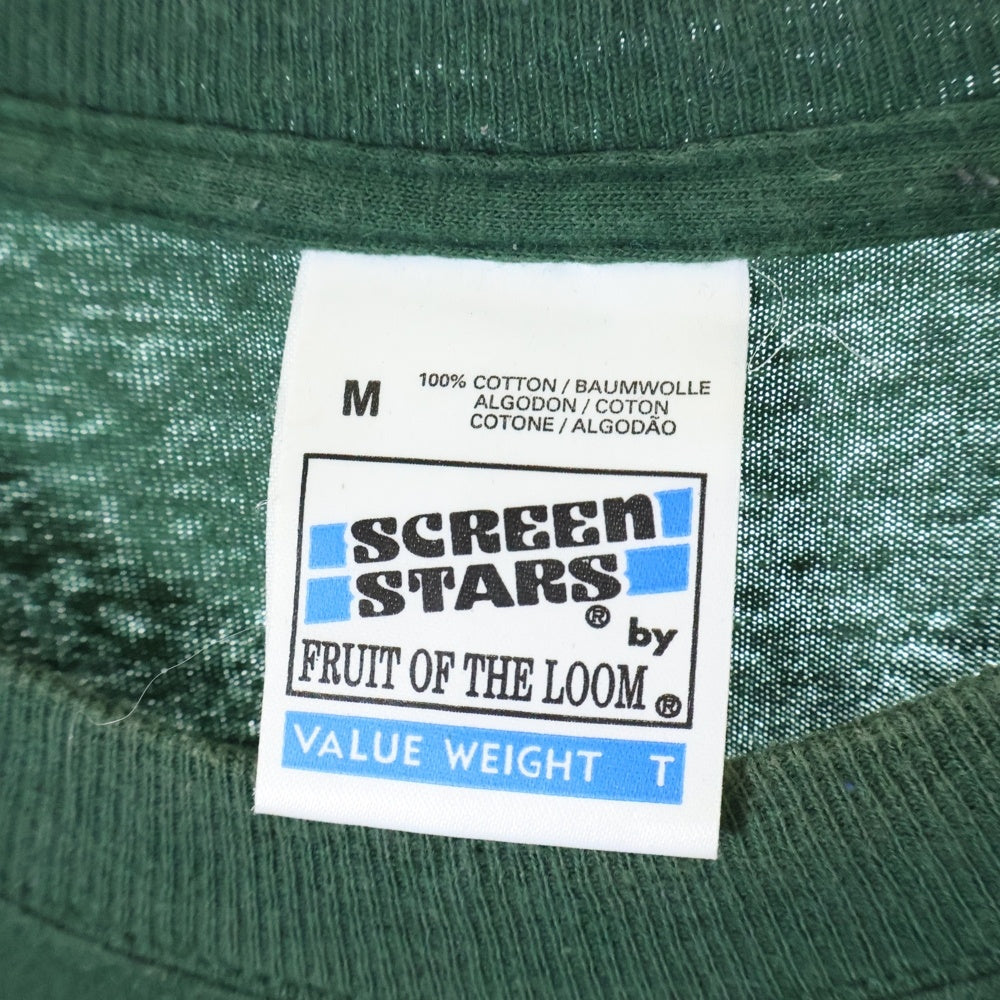 M
100% COTTON / BAUMWOLLE
ALGODON / COTON
COTONE / ALGODÃO
SCREEN
STARS®
by
FRUIT OF THE LOOM®
VALUE WEIGHT T